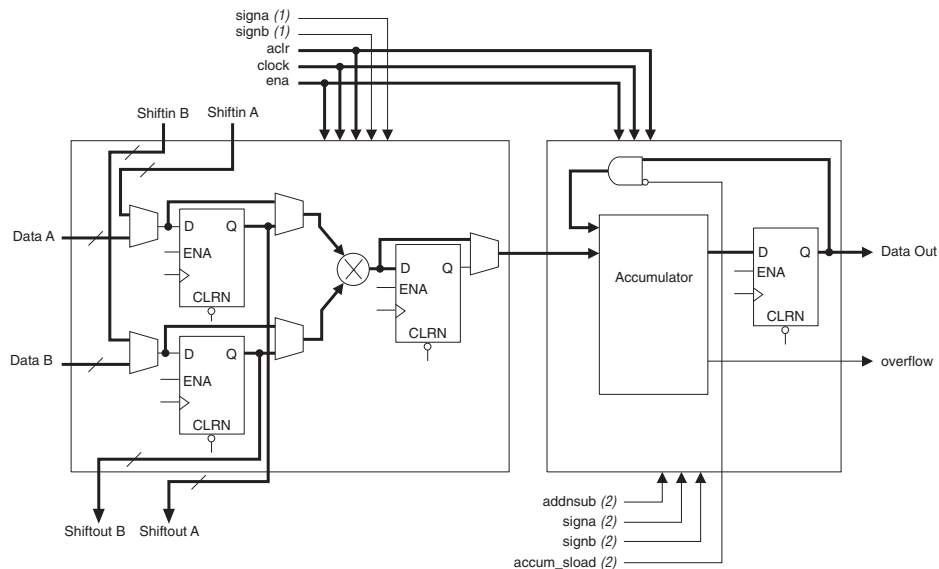 signa (1)
signb (1)
aclr
clock
ena
Shiftin B
Shiftin A
Data A
D Q
ENA
CLRN
Data B
D Q
ENA
CLRN
D Q
ENA
CLRN
Shiftout B
Shiftout A
Accumulator
D Q
ENA
CLRN
Data Out
overflow
addnsub (2)
signa (2)
signb (2)
accum_sload (2)